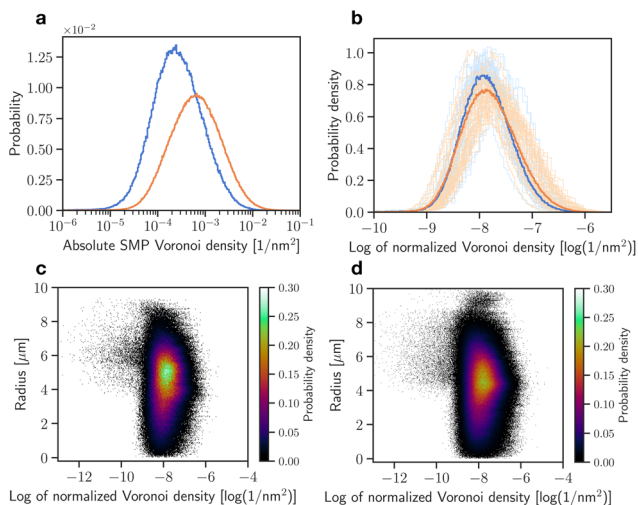 a
×10⁻²
1.25
1.00
0.75
0.50
0.25
0.00
Probability
10⁻⁶ 10⁻⁵ 10⁻⁴ 10⁻³ 10⁻² 10⁻¹
Absolute SMP Voronoi density [1/nm²]
b
1.0
0.8
0.6
0.4
0.2
0.0
Probability density
−10 −9 −8 −7 −6
Log of normalized Voronoi density [log(1/nm²)]
c
10
8
6
4
2
0
Radius [μm]
−12 −10 −8 −6 −4
Log of normalized Voronoi density [log(1/nm²)]
0.30
0.25
0.20
0.15
0.10
0.05
0.00
Probability density
d
10
8
6
4
2
0
Radius [μm]
−12 −10 −8 −6 −4
Log of normalized Voronoi density [log(1/nm²)]
0.30
0.25
0.20
0.15
0.10
0.05
0.00
Probability density